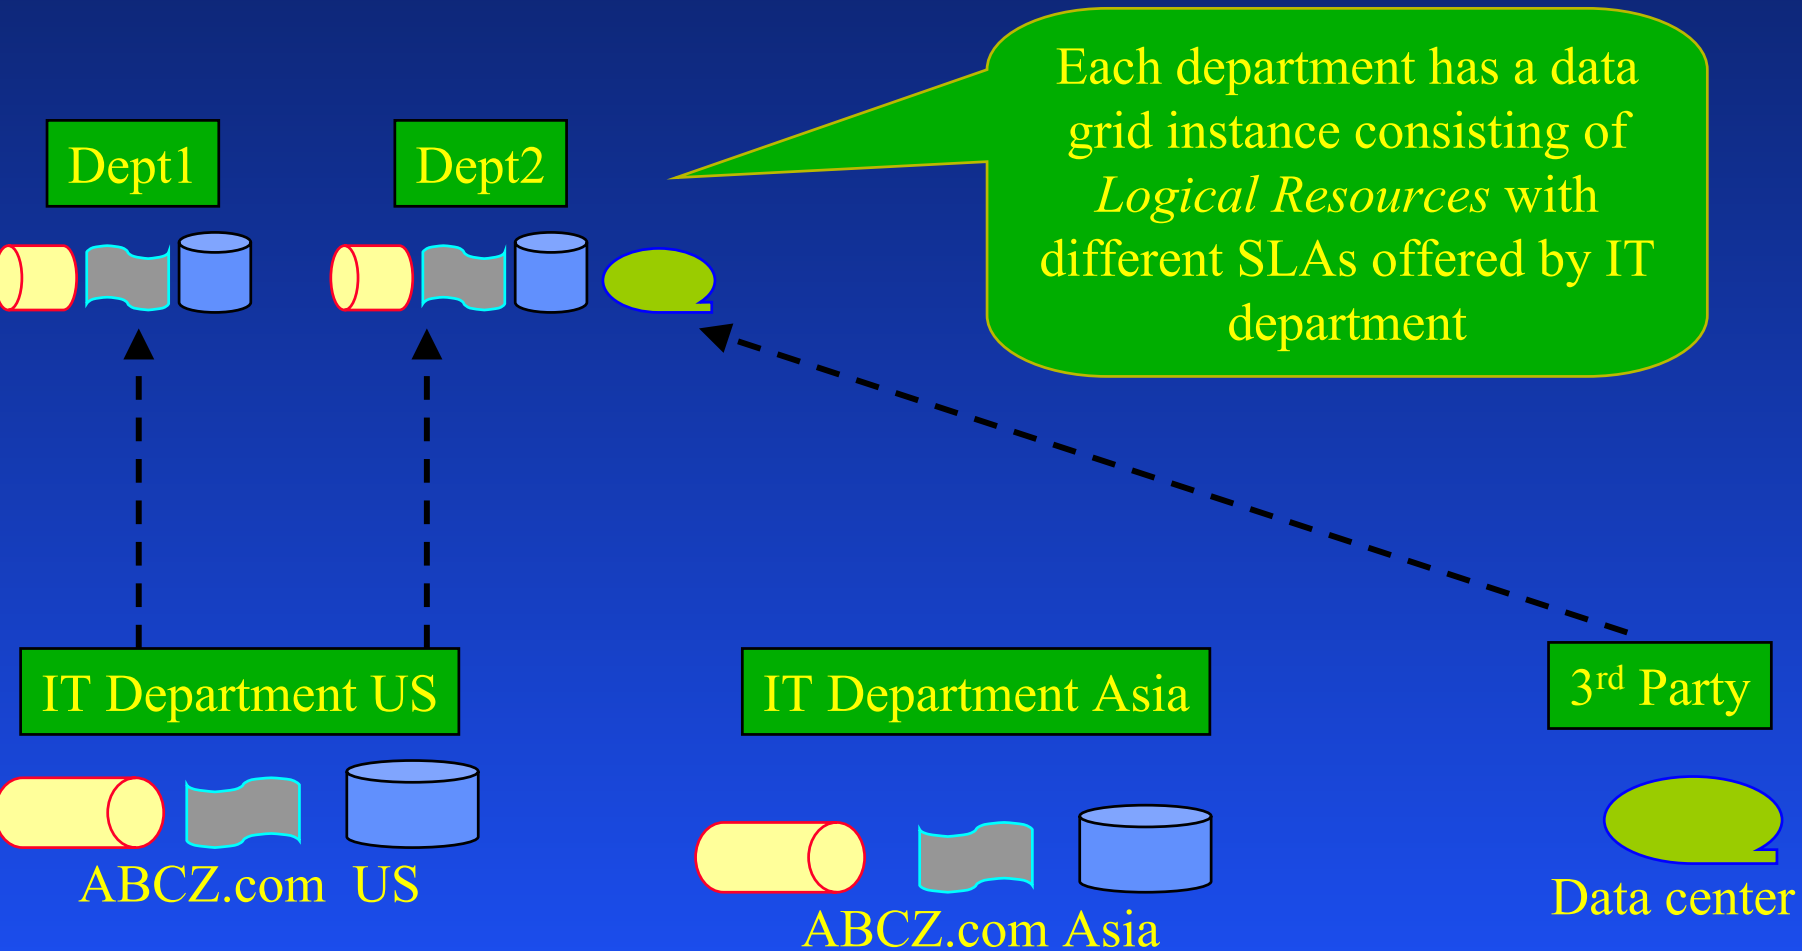 Each department has a data
grid instance consisting of
Logical Resources with
different SLAs offered by IT
department
Dept1
Dept2
IT Department US
IT Department Asia
3rd Party
ABCZ.com US
ABCZ.com Asia
Data center